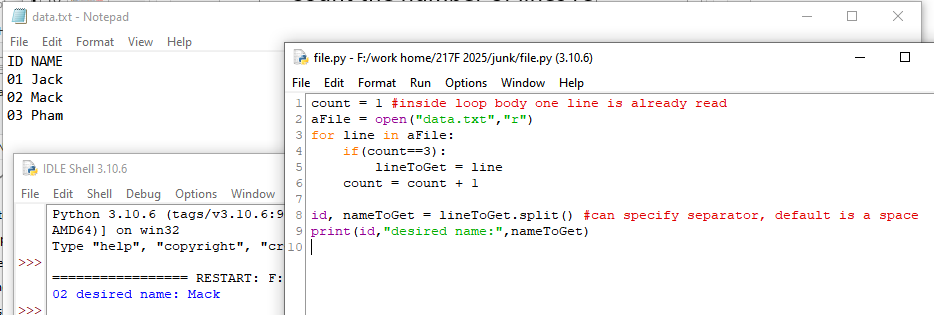 count the number of lines re
data.txt - Notepad
File Edit Format View Help
ID NAME
01 Jack
02 Mack
03 Pham
file.py - F:/work home/217F 2025/junk/file.py (3.10.6)
File Edit Format Run Options Window Help
1 count = 1 #inside loop body one line is already read
2 aFile = open("data.txt","r")
3 for line in aFile:
4 if(count==3):
5 lineToGet = line
6 count = count + 1
7
8 id, nameToGet = lineToGet.split() #can specify separator, default is a space
9 print(id,"desired name:",nameToGet)
10
IDLE Shell 3.10.6
File Edit Shell Debug Options Window
Python 3.10.6 (tags/v3.10.6:9
AMD64)] on win32
Type "help", "copyright", "cr
>>>
================= RESTART: F:
02 desired name: Mack
>>>